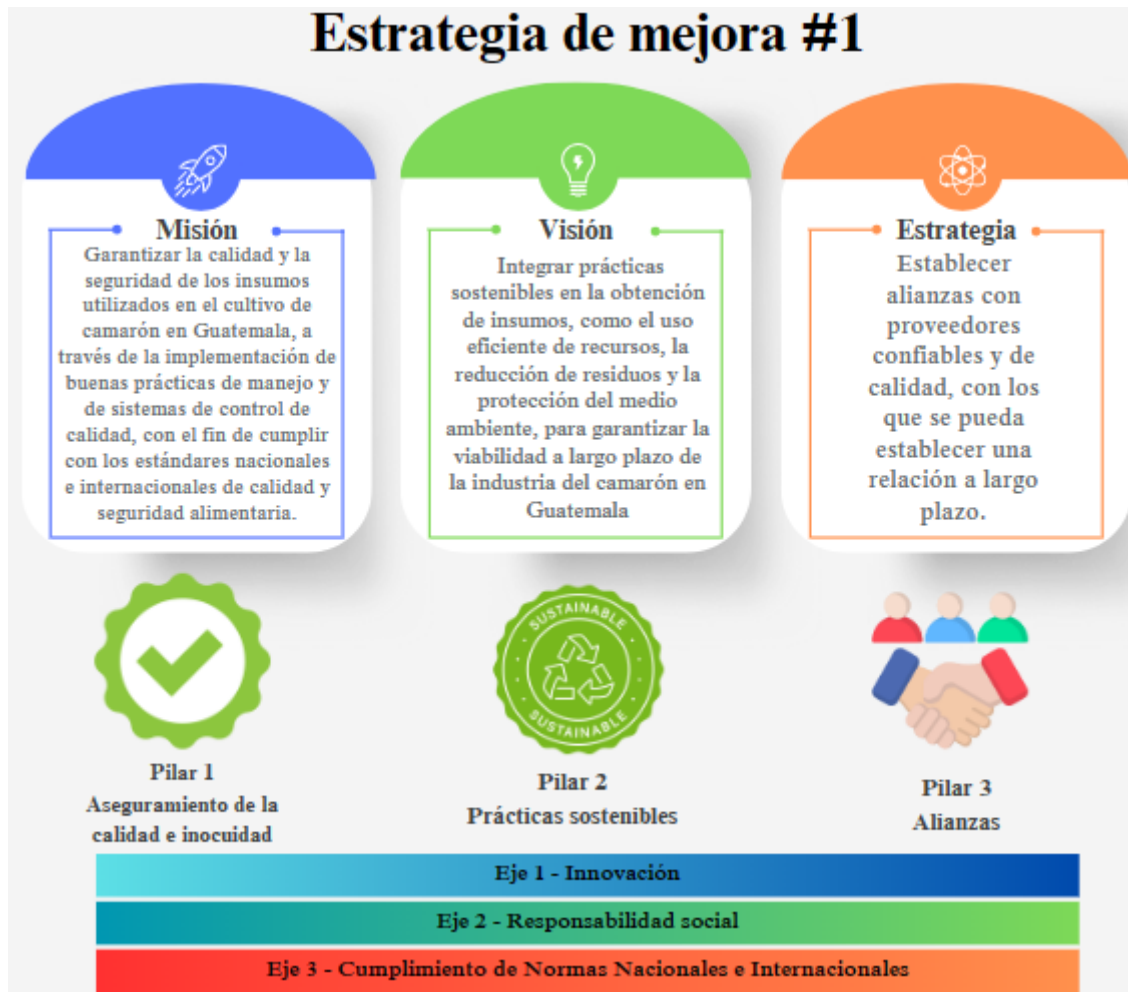 Estrategia de mejora #1
Misión
Garantizar la calidad y la
seguridad de los insumos
utilizados en el cultivo de
camarón en Guatemala, a
través de la implementación de
buenas prácticas de manejo y
de sistemas de control de
calidad, con el fin de cumplir
con los estándares nacionales
e internacionales de calidad y
seguridad alimentaria.
Visión
Integrar prácticas
sostenibles en la obtención
de insumos, como el uso
eficiente de recursos, la
reducción de residuos y la
protección del medio
ambiente, para garantizar la
viabilidad a largo plazo de
la industria del camarón en
Guatemala
Estrategia
Establecer
alianzas con
proveedores
confiables y de
calidad, con los
que se pueda
establecer una
relación a largo
plazo.
Pilar 1
Aseguramiento de la
calidad e inocuidad
SUSTAINABLE
SUSTAINABLE
Pilar 2
Prácticas sostenibles
Pilar 3
Alianzas
Eje 1 - Innovación
Eje 2 - Responsabilidad social
Eje 3 - Cumplimiento de Normas Nacionales e Internacionales